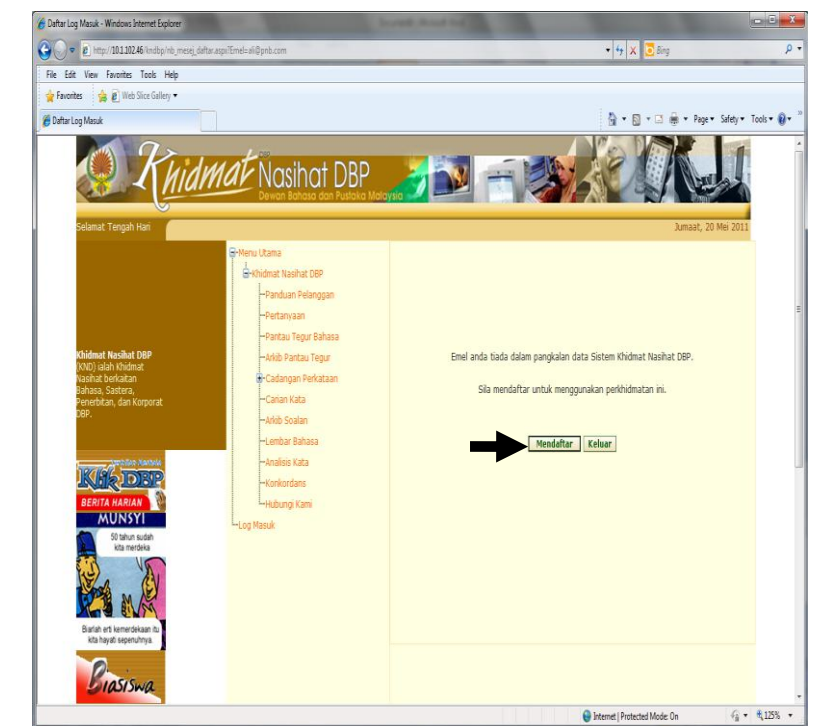 Daftar Log Masuk - Windows Internet Explorer
http://10.1.102.46/kndbp/nb_mesej_daftar.aspx?Emel=ali@pnb.com
Bing
File Edit View Favorites Tools Help
Favorites Web Slice Gallery
Daftar Log Masuk
Page Safety Tools
Khidmat Nasihat DBP
DBP
Dewan Bahasa dan Pustaka Malaysia
Selamat Tengah Hari
Jumaat, 20 Mei 2011
Khidmat Nasihat DBP
(KND) ialah Khidmat
Nasihat berkaitan
Bahasa, Sastera,
Penerbitan, dan Korporat
DBP.
Menu Utama
Khidmat Nasihat DBP
Panduan Pelanggan
Pertanyaan
Pantau Tegur Bahasa
Arkib Pantau Tegur
Cadangan Perkataan
Carian Kata
Arkib Soalan
Lembar Bahasa
Analisis Kata
Konkordans
Hubungi Kami
Log Masuk
Emel anda tiada dalam pangkalan data Sistem Khidmat Nasihat DBP.
Sila mendaftar untuk menggunakan perkhidmatan ini.
Mendaftar Keluar
Klik DBP
BERITA HARIAN
MUNSYI
50 tahun sudah
kita merdeka
Biarlah erti kemerdekaan itu
kita hayati sepenuhnya.
Biasiswa
Internet | Protected Mode: On
125%